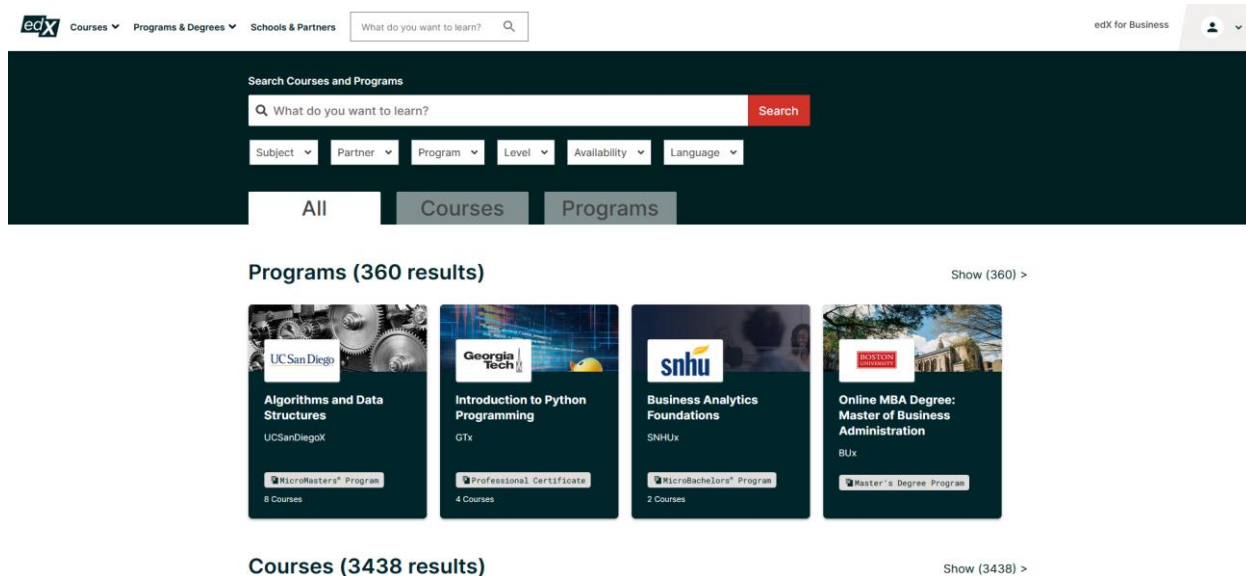 edX Courses Programs & Degrees Schools & Partners What do you want to learn? edX for Business
Search Courses and Programs
What do you want to learn? Search
Subject Partner Program Level Availability Language
All Courses Programs
Programs (360 results) Show (360) >
UC San Diego
Algorithms and Data
Structures
UCSanDiegoX
MicroMasters® Program
8 Courses
Georgia
Tech
Introduction to Python
Programming
GTx
Professional Certificate
4 Courses
snhu
Business Analytics
Foundations
SNHUx
MicroBachelors® Program
2 Courses
BOSTON
UNIVERSITY
Online MBA Degree:
Master of Business
Administration
BUx
Master's Degree Program
Courses (3438 results) Show (3438) >